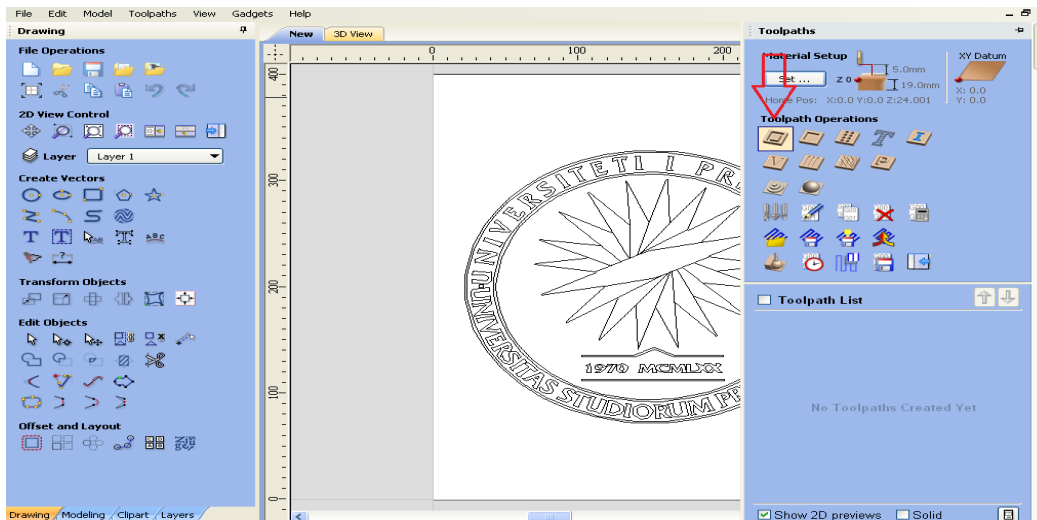 File Edit Model Toolpaths View Gadgets Help
Drawing
File Operations
2D View Control
Layer Layer 1
Create Vectors
Transform Objects
Edit Objects
Offset and Layout
Drawing Modeling Clipart Layers
New 3D View
0 100 200
400
300
200
100
0
UNIVERSITETI I PR
UNIVERSITAS STUDIORUM PR
1970 MCMLXX
Toolpaths
Material Setup
XY Datum
Set ...
Z 0
5.0mm
19.0mm
X: 0.0
Y: 0.0
Home Pos: X:0.0 Y:0.0 Z:24.001
Toolpath Operations
Toolpath List
No Toolpaths Created Yet
Show 2D previews Solid